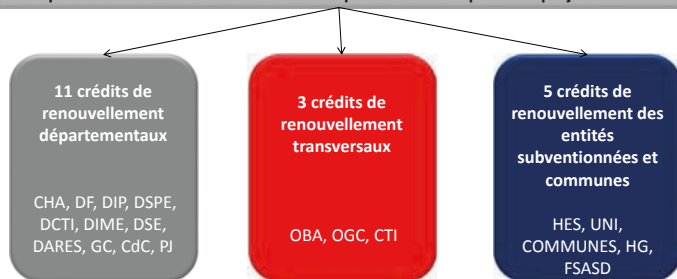 11 crédits de
renouvellement
départementaux
CHA, DF, DIP, DSPE,
DCTI, DIME, DSE,
DARES, GC, CdC, PJ
3 crédits de
renouvellement
transversaux
OBA, OGC, CTI
5 crédits de
renouvellement des
entités
subventionnées et
communes
HES, UNI,
COMMUNES, HG,
FSASD